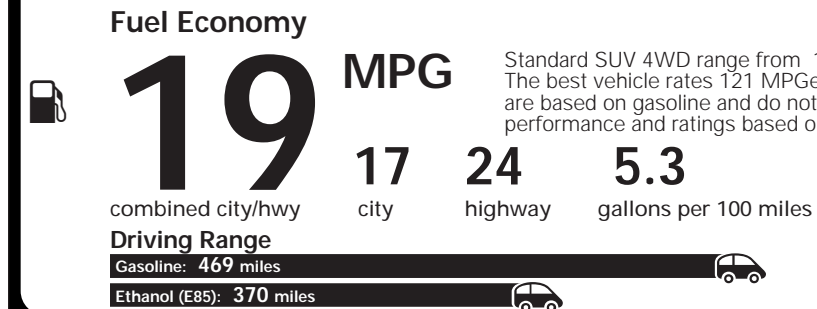 Fuel Economy
19 MPG
Standard SUV 4WD range from
The best vehicle rates 121 MPGe
are based on gasoline and do not
performance and ratings based
17 24 5.3
combined city/hwy city highway gallons per 100 miles
Driving Range
Gasoline: 469 miles
Ethanol (E85): 370 miles